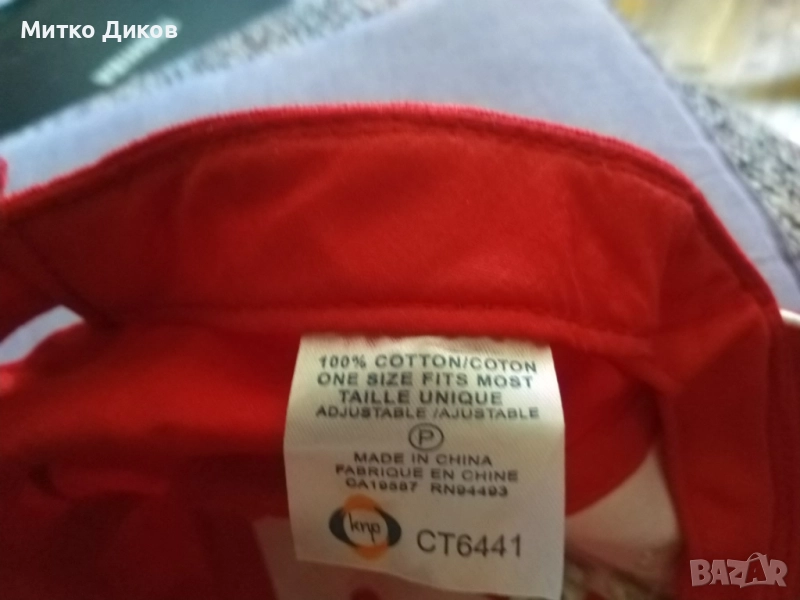 Митко Диков
100% COTTON/COTON
ONE SIZE FITS MOST
TAILLE UNIQUE
ADJUSTABLE /AJUSTABLE
P
MADE IN CHINA
FABRIQUE EN CHINE
CA19887 RN94493
knp
CT6441
BAZAR